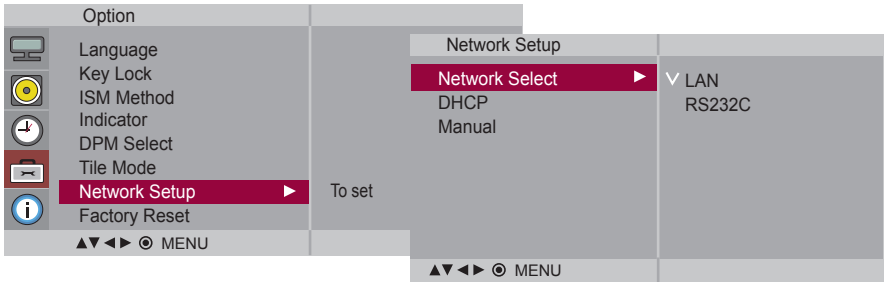 Option
Language
Key Lock
ISM Method
Indicator
DPM Select
Tile Mode
Network Setup ► To set
Factory Reset
▲▼◄► ◉ MENU
Network Setup
Network Select ► ✓ LAN
DHCP RS232C
Manual
▲▼◄► ◉ MENU